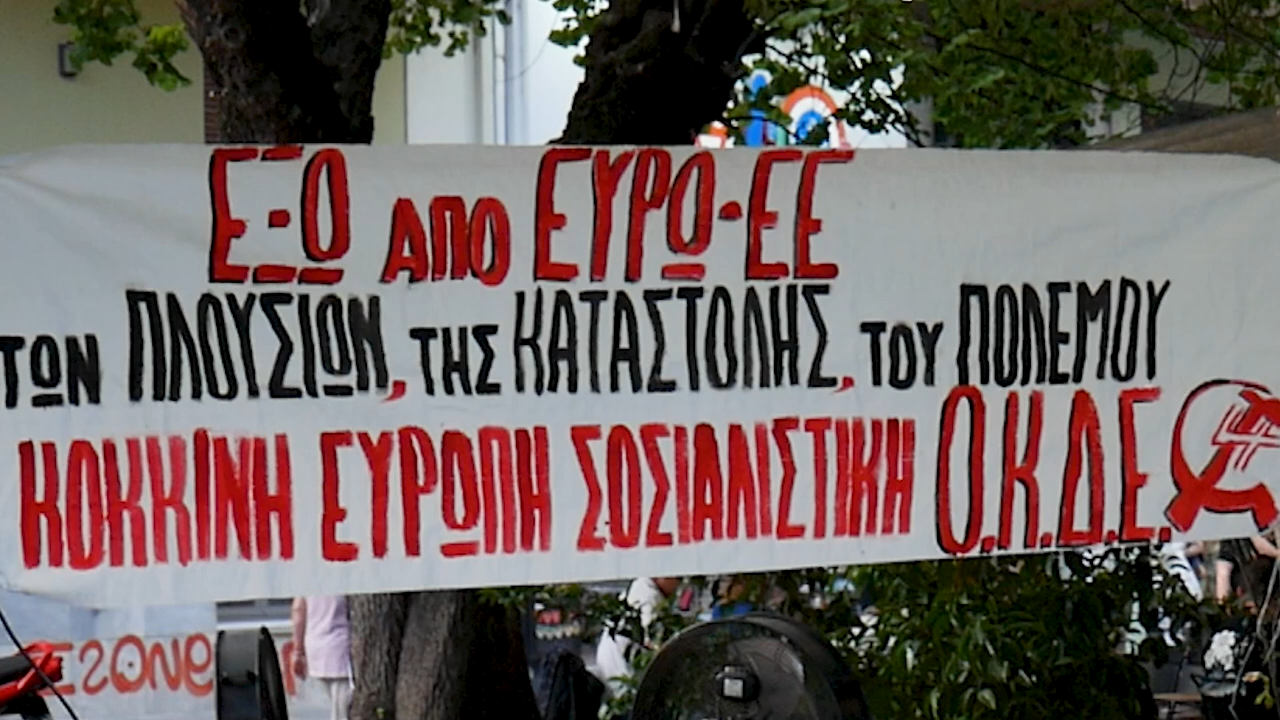 ΕΞΩ ΑΠΟ ΕΥΡΩ-ΕΕ
ΤΩΝ ΠΛΟΥΣΙΩΝ, ΤΗΣ ΚΑΤΑΣΤΟΛΗΣ, ΤΟΥ ΠΟΛΕΜΟΥ
ΚΟΚΚΙΝΗ ΕΥΡΩΠΗ ΣΟΣΙΑΛΙΣΤΙΚΗ Ο.Κ.Δ.Ε.